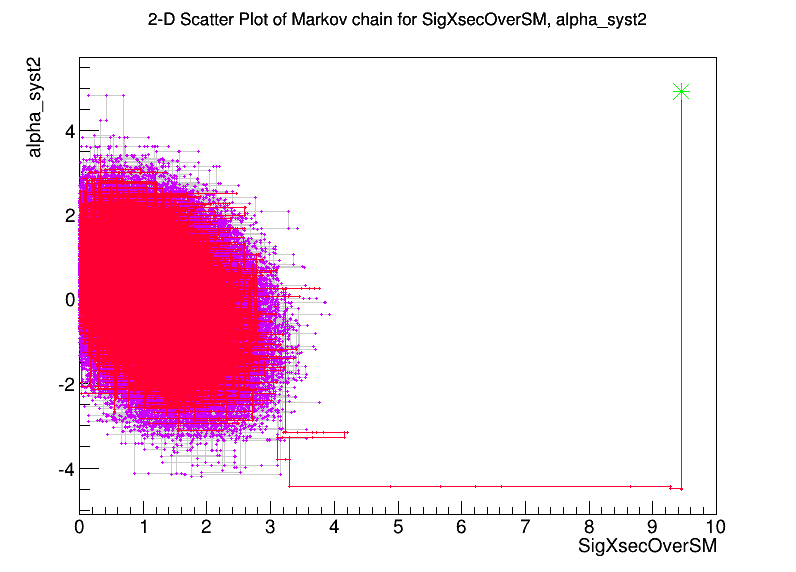 2-D Scatter Plot of Markov chain for SigXsecOverSM, alpha_syst2
alpha_syst2
4
2
0
-2
-4
0 1 2 3 4 5 6 7 8 9 10
SigXsecOverSM